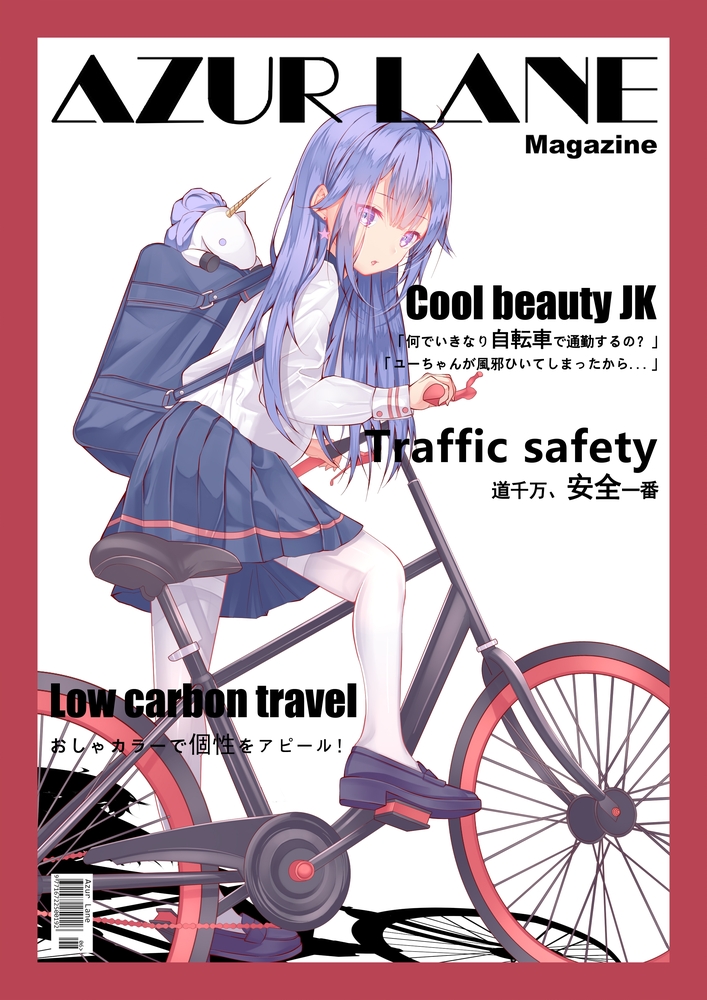 AZUR LANE
Magazine
Cool beauty JK
「何でいきなり自転車で通勤するの？」
「ユーちゃんが風邪ひいてしまったから...」
Traffic safety
道千万、安全一番
Low carbon travel
おしゃカラーで個性をアピール！
Azur Lane